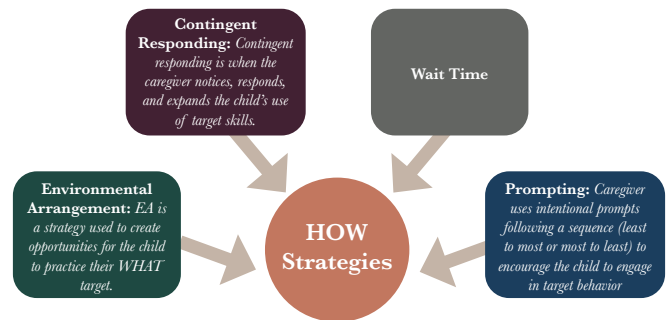 Contingent
Responding: Contingent
responding is when the
caregiver notices, responds,
and expands the child's use
of target skills.
Wait Time
Environmental
Arrangement: EA is
a strategy used to create
opportunities for the child
to practice their WHAT
target.
HOW
Strategies
Prompting: Caregiver
uses intentional prompts
following a sequence (least
to most or most to least) to
encourage the child to engage
in target behavior